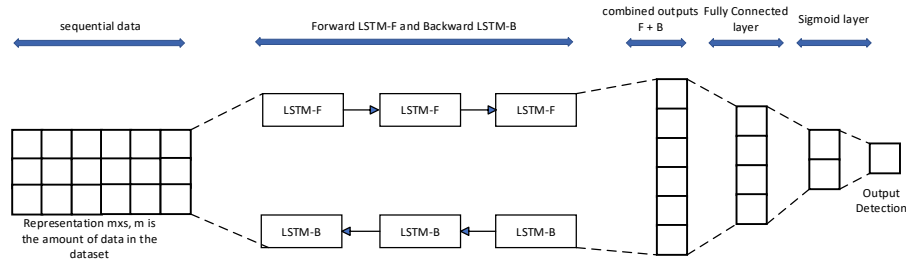 sequential data
Forward LSTM-F and Backward LSTM-B
combined outputs
F + B
Fully Connected
layer
Sigmoid layer
LSTM-F
LSTM-F
LSTM-F
LSTM-B
LSTM-B
LSTM-B
Representation mxs, m is
the amount of data in the
dataset
Output
Detection